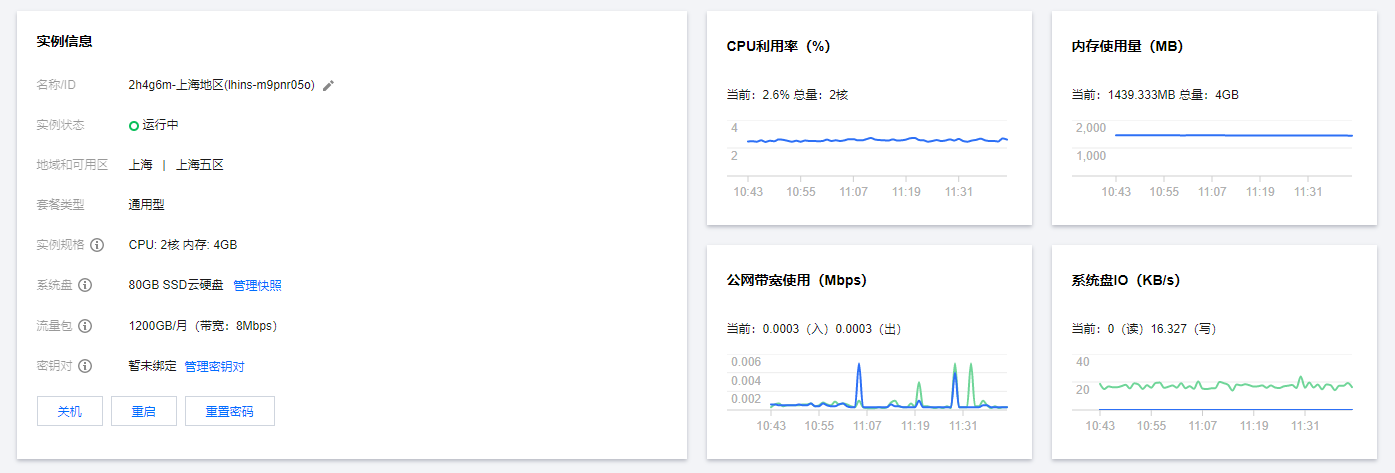 实例信息
名称/ID 2h4g6m-上海地区(lhins-m9pnr05o)
实例状态 运行中
地域和可用区 上海 | 上海五区
套餐类型 通用型
实例规格 CPU: 2核 内存: 4GB
系统盘 80GB SSD云硬盘 管理快照
流量包 1200GB/月（带宽：8Mbps）
密钥对 暂未绑定 管理密钥对
关机 重启 重置密码
CPU利用率（%）
当前：2.6% 总量：2核
4
2
10:43 10:55 11:07 11:19 11:31
内存使用量（MB）
当前：1439.333MB 总量：4GB
2,000
1,000
10:43 10:55 11:07 11:19 11:31
公网带宽使用（Mbps）
当前：0.0003（入）0.0003（出）
0.006
0.004
0.002
10:43 10:55 11:07 11:19 11:31
系统盘IO（KB/s）
当前：0（读）16.327（写）
40
20
10:43 10:55 11:07 11:19 11:31